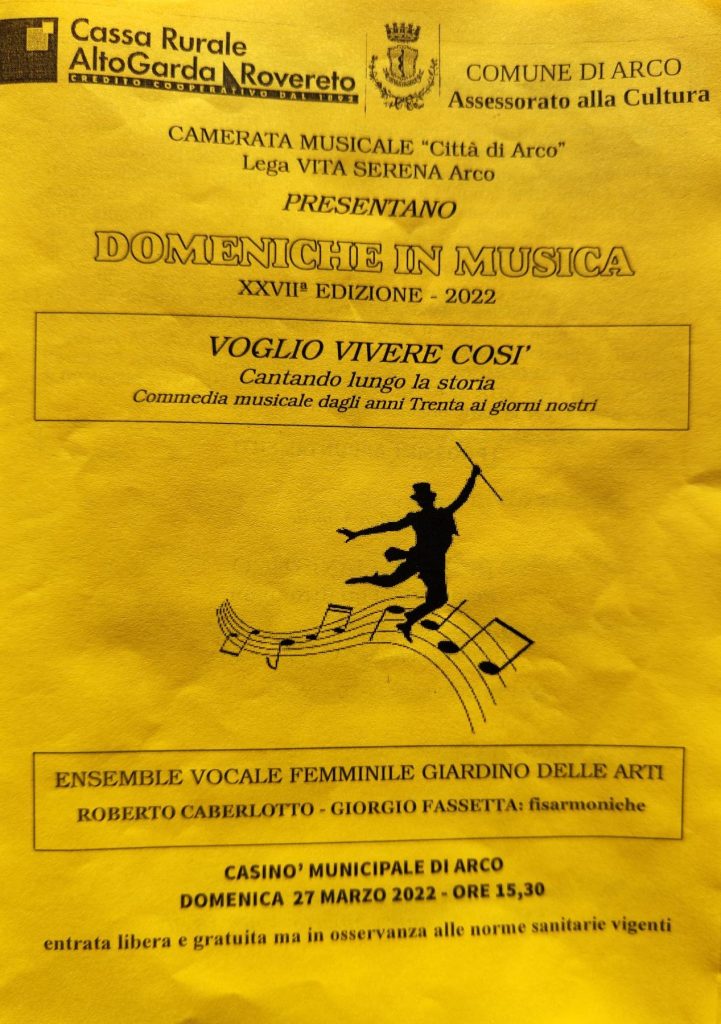 Cassa Rurale
AltoGarda Rovereto
CREDITO COOPERATIVO DAL 1893
COMUNE DI ARCO
Assessorato alla Cultura
CAMERATA MUSICALE “Città di Arco”
Lega VITA SERENA Arco
PRESENTANO
DOMENICHE IN MUSICA
XXVIIª EDIZIONE - 2022
VOGLIO VIVERE COSI’
Cantando lungo la storia
Commedia musicale dagli anni Trenta ai giorni nostri
ENSEMBLE VOCALE FEMMINILE GIARDINO DELLE ARTI
ROBERTO CABERLOTTO - GIORGIO FASSETTA: fisarmoniche
CASINO’ MUNICIPALE DI ARCO
DOMENICA 27 MARZO 2022 - ORE 15,30
entrata libera e gratuita ma in osservanza alle norme sanitarie vigenti